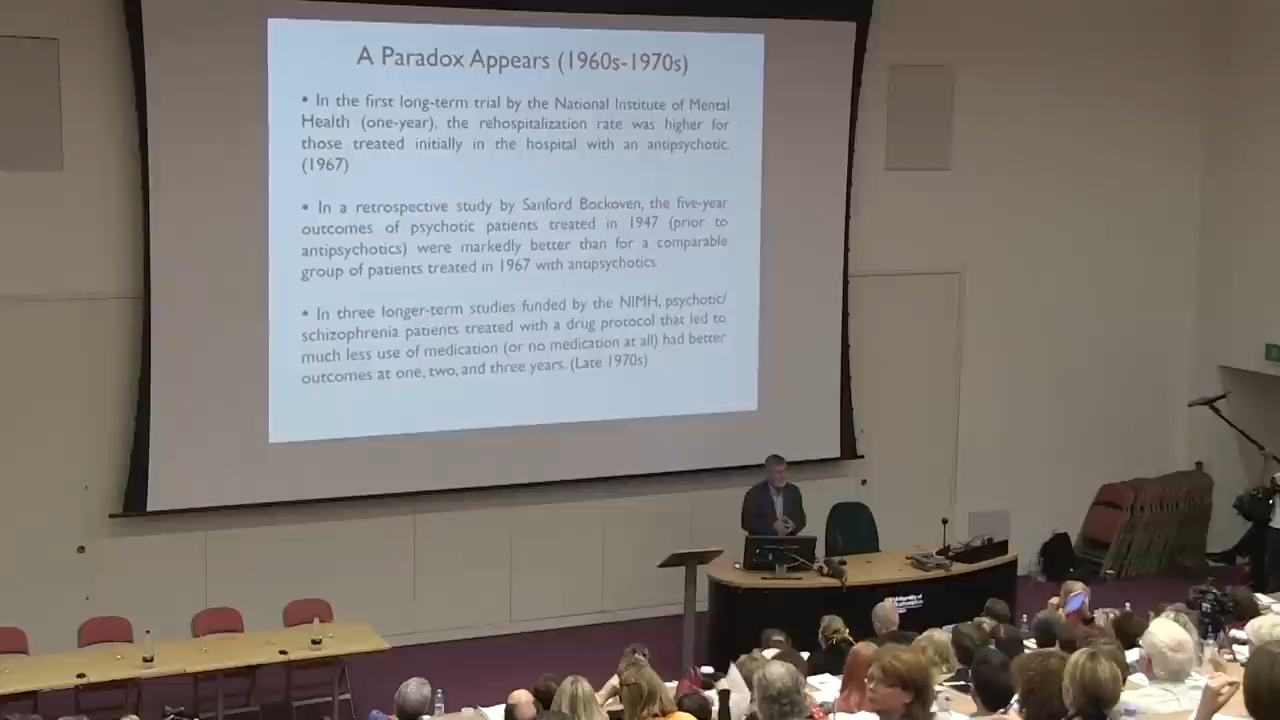 A Paradox Appears (1960s-1970s)
• In the first long-term trial by the National Institute of Mental
Health (one-year), the rehospitalization rate was higher for
those treated initially in the hospital with an antipsychotic.
(1967)
• In a retrospective study by Sanford Bockoven, the five-year
outcomes of psychotic patients treated in 1947 (prior to
antipsychotics) were markedly better than for a comparable
group of patients treated in 1967 with antipsychotics.
• In three longer-term studies funded by the NIMH, psychotic/
schizophrenia patients treated with a drug protocol that led to
much less use of medication (or no medication at all) had better
outcomes at one, two, and three years. (Late 1970s)
University of